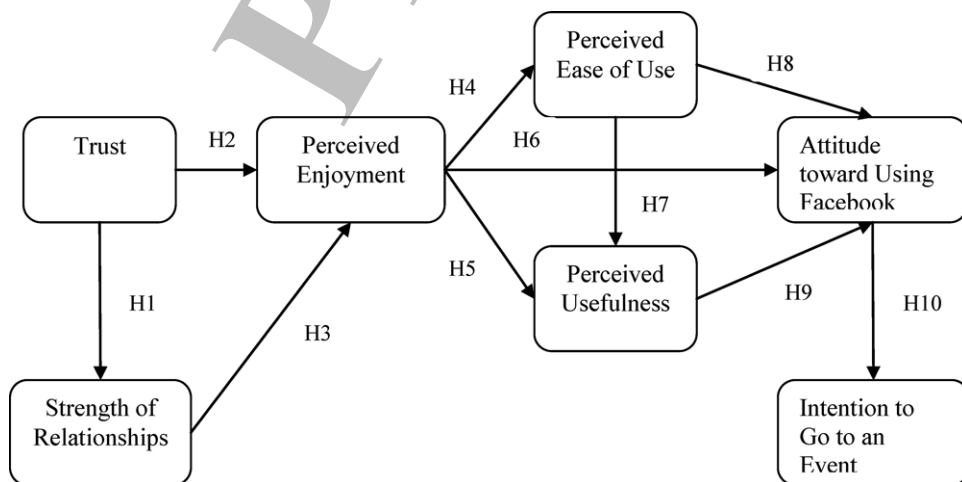 Perceived
Ease of Use
H8
H4
Trust
H2
Perceived
Enjoyment
H6
Attitude
toward Using
Facebook
H7
H5
Perceived
Usefulness
H9
H10
H1
H3
Strength of
Relationships
Intention to
Go to an
Event